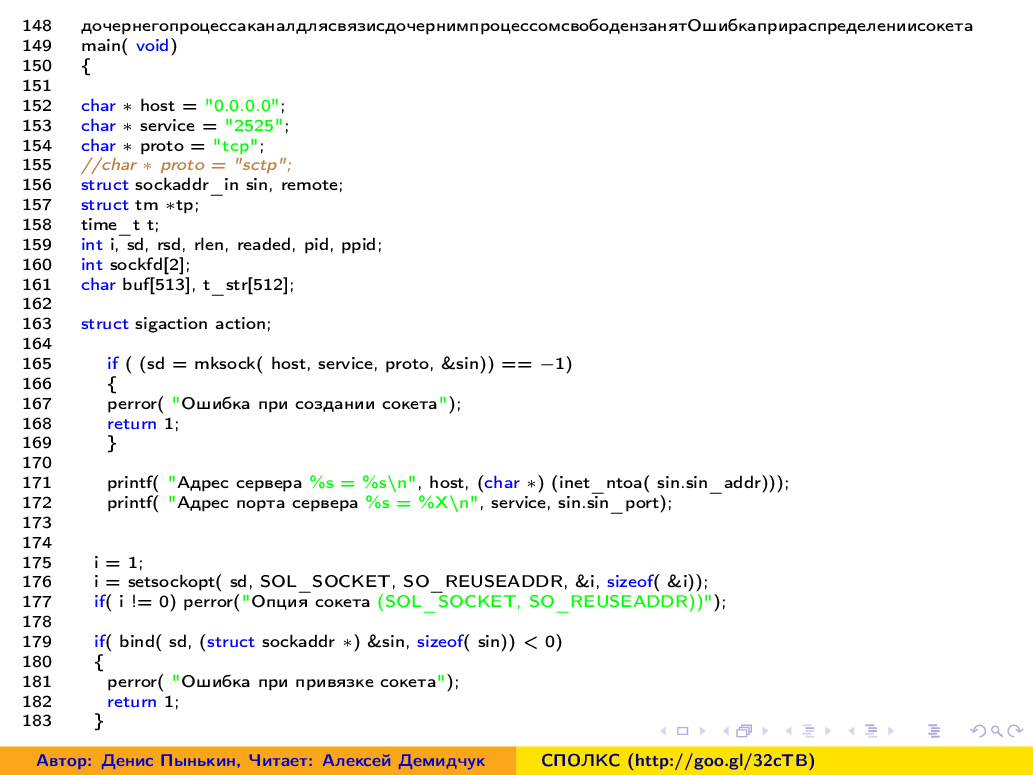 148 дочернегопроцессаканалдлясвязисдочернимпроцессомсвободензанятОшибкаприраспределениисокета
149 main( void)
150 {
151
152 char * host = "0.0.0.0";
153 char * service = "2525";
154 char * proto = "tcp";
155 //char * proto = "sctp";
156 struct sockaddr_in sin, remote;
157 struct tm *tp;
158 time_t t;
159 int i, sd, rsd, rlen, readed, pid, ppid;
160 int sockfd[2];
161 char buf[513], t_str[512];
162
163 struct sigaction action;
164
165 if ( (sd = mksock( host, service, proto, &sin)) == −1)
166 {
167 perror( "Ошибка при создании сокета");
168 return 1;
169 }
170
171 printf( "Адрес сервера %s = %s\n", host, (char *) (inet_ntoa( sin.sin_addr)));
172 printf( "Адрес порта сервера %s = %X\n", service, sin.sin_port);
173
174
175 i = 1;
176 i = setsockopt( sd, SOL_SOCKET, SO_REUSEADDR, &i, sizeof( &i));
177 if( i != 0) perror("Опция сокета (SOL_SOCKET, SO_REUSEADDR))");
178
179 if( bind( sd, (struct sockaddr *) &sin, sizeof( sin)) < 0)
180 {
181 perror( "Ошибка при привязке сокета");
182 return 1;
183 }
Автор: Денис Пынькин, Читает: Алексей Демидчук СПОЛКС (http://goo.gl/32cTB)